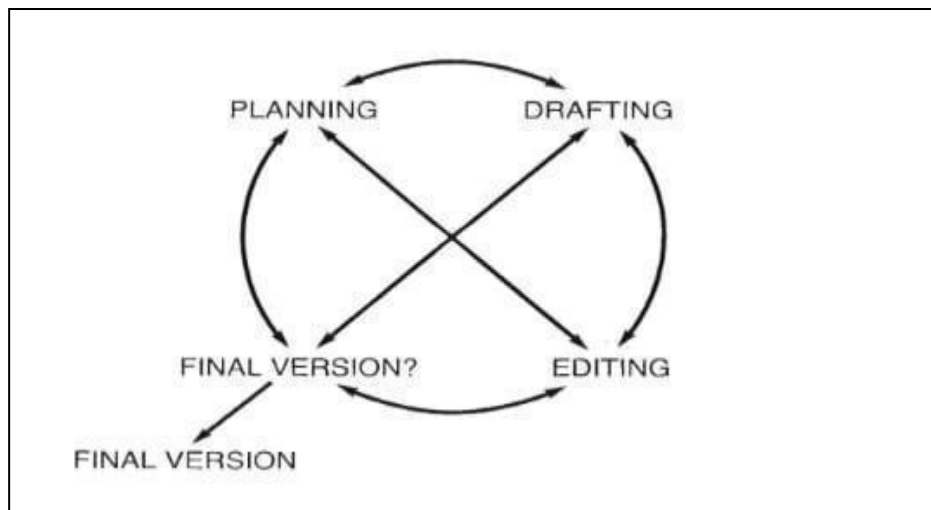 PLANNING
DRAFTING
FINAL VERSION?
EDITING
FINAL VERSION